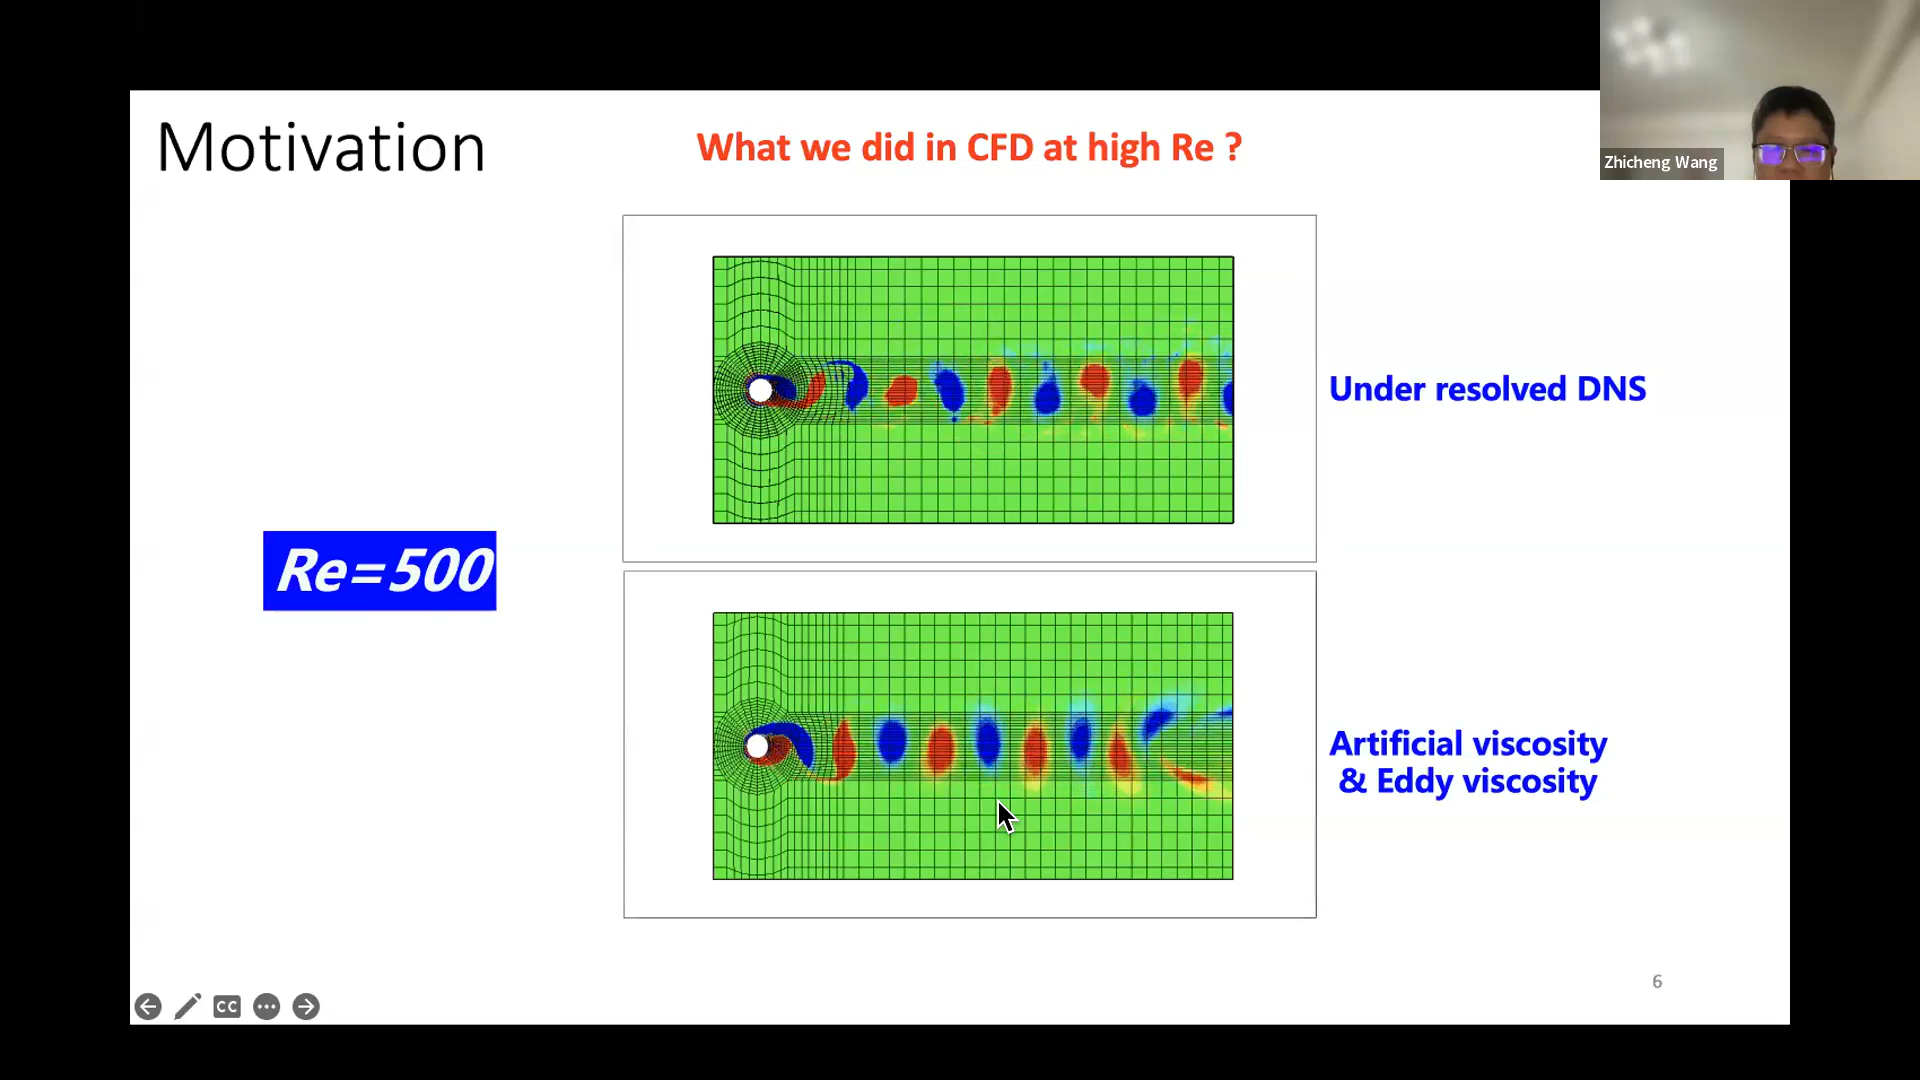 Motivation
What we did in CFD at high Re ?
Zhicheng Wang
Under resolved DNS
Re=500
Artificial viscosity
& Eddy viscosity
6
CC